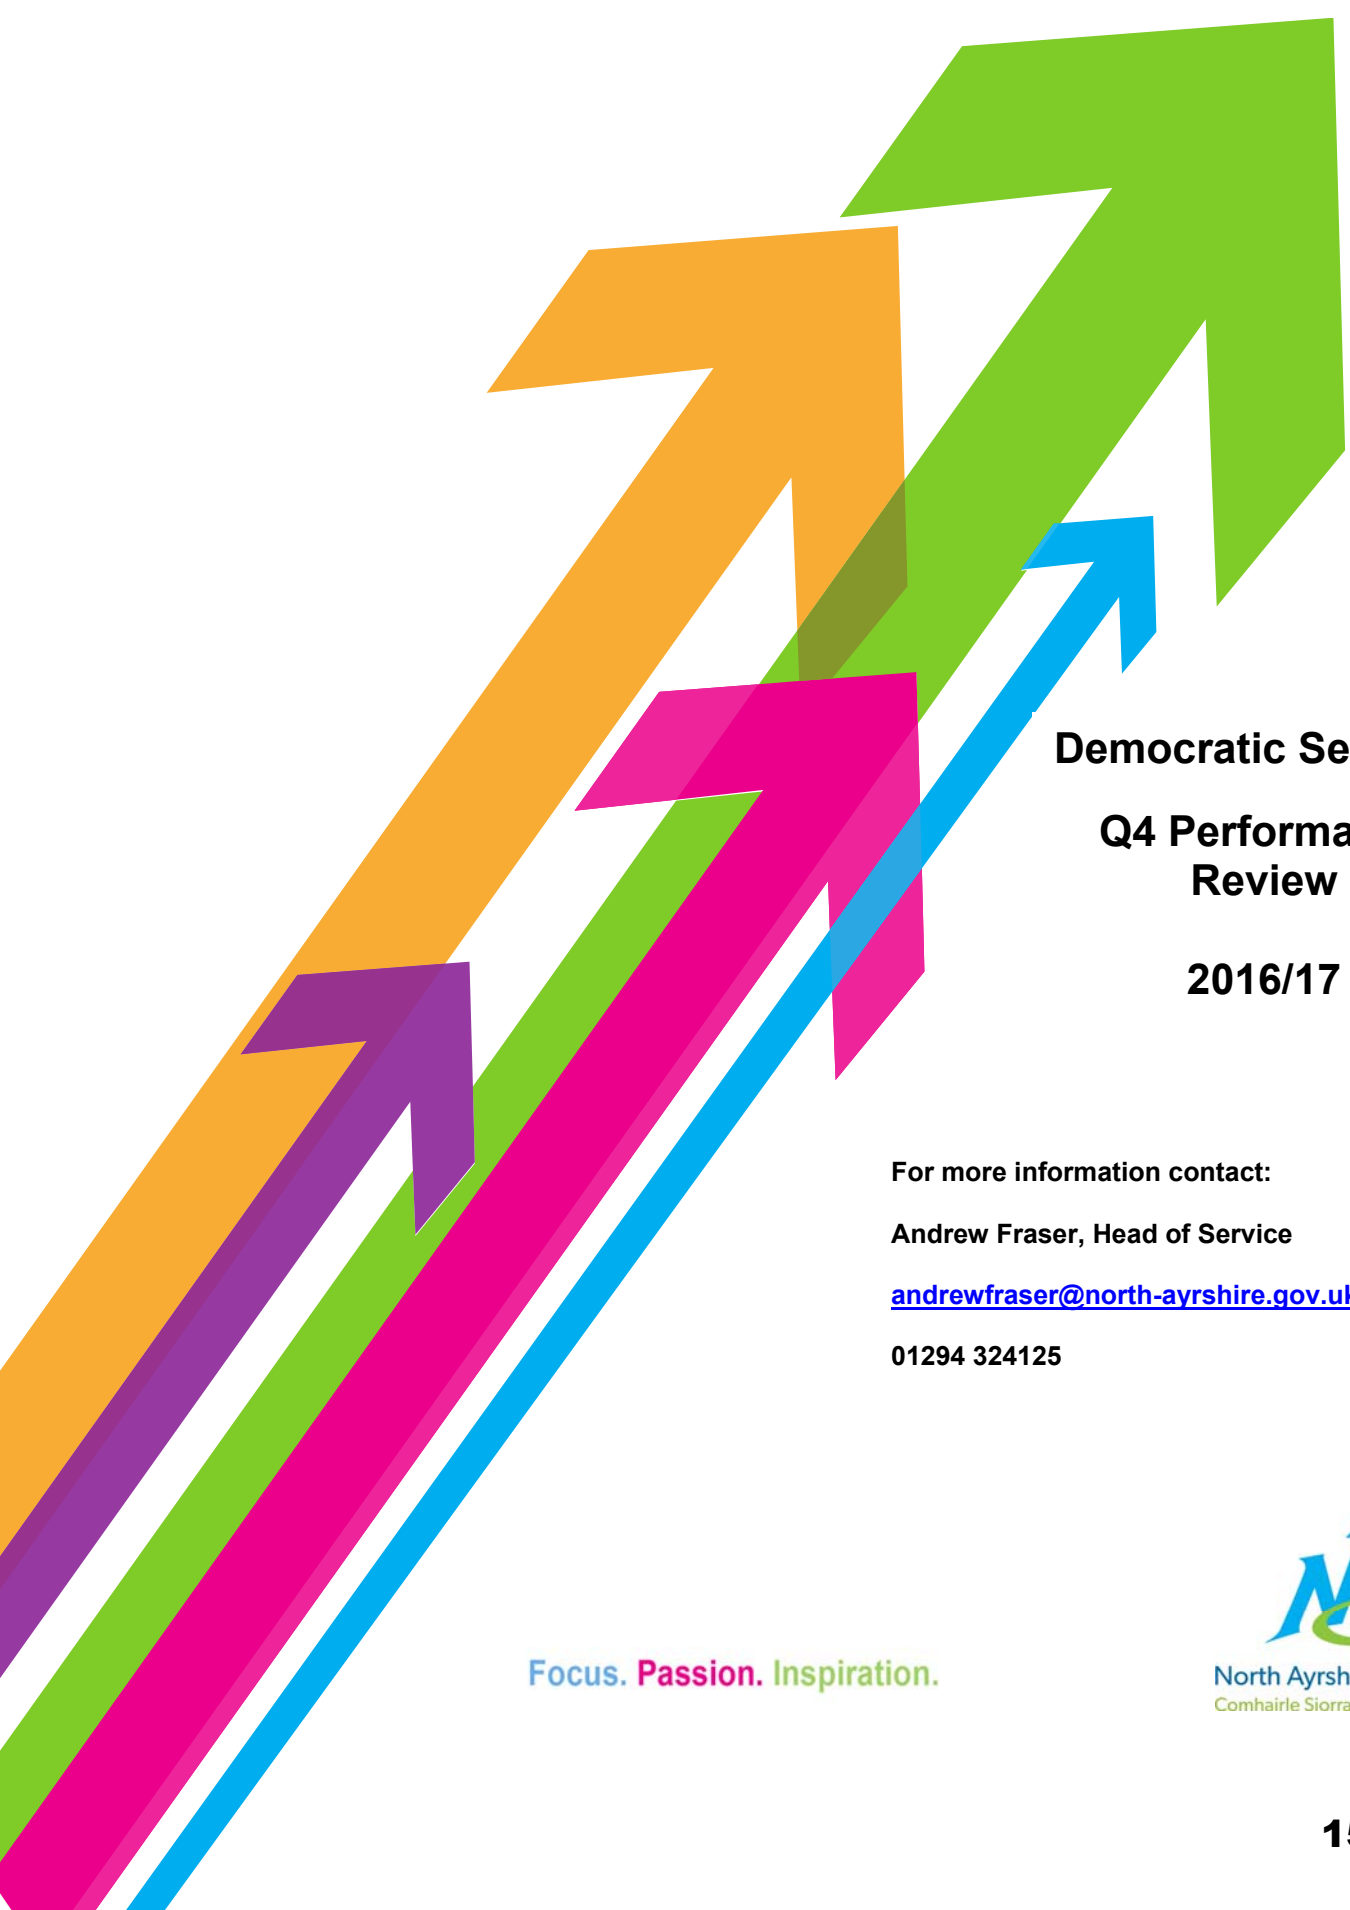 Democratic Se
Q4 Performa
Review
2016/17
For more information contact:
Andrew Fraser, Head of Service
andrewfraser@north-ayrshire.gov.uk
01294 324125
Focus. Passion. Inspiration.
North Ayrsh
Comhairle Siorra
15